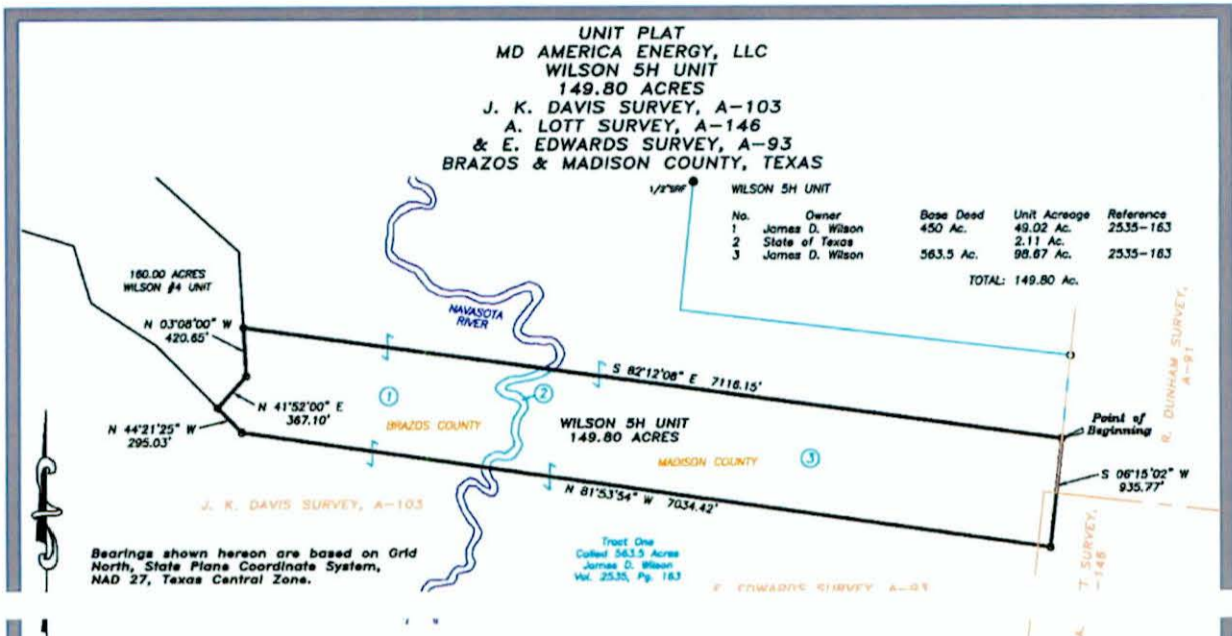 UNIT PLAT
MD AMERICA ENERGY, LLC
WILSON 5H UNIT
149.80 ACRES
J. K. DAVIS SURVEY, A-103
A. LOTT SURVEY, A-146
& E. EDWARDS SURVEY, A-93
BRAZOS & MADISON COUNTY, TEXAS
1/2"IRF
WILSON 5H UNIT
No. Owner Base Deed Unit Acreage Reference
1 James D. Wilson 450 Ac. 49.02 Ac. 2535-163
2 State of Texas 2.11 Ac.
3 James D. Wilson 563.5 Ac. 98.67 Ac. 2535-163
TOTAL: 149.80 Ac.
160.00 ACRES
WILSON #4 UNIT
N 03°08'00" W
420.65'
NAVASOTA
RIVER
S 82°12'08" E 7116.15'
R. DUNHAM SURVEY,
A-91
N 41°52'00" E
367.10'
N 44°21'25" W
295.03'
1
BRAZOS COUNTY
2
WILSON 5H UNIT
149.80 ACRES
MADISON COUNTY
3
Point of
Beginning
S 06°15'02" W
935.77'
N 81°53'54" W 7034.42'
J. K. DAVIS SURVEY, A-103
Bearings shown hereon are based on Grid
North, State Plane Coordinate System,
NAD 27, Texas Central Zone.
Tract One
Called 563.5 Acres
James D. Wilson
Vol. 2535, Pg. 163
E. EDWARDS SURVEY A-93
T SURVEY,
-146
A.